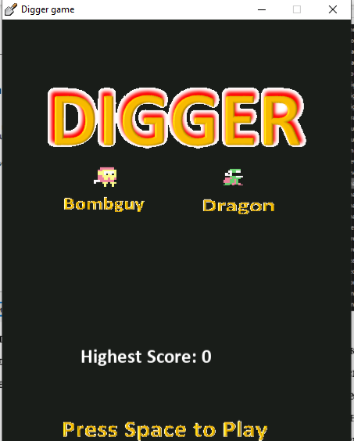 Digger game
DIGGER
Bombguy Dragon
Highest Score: 0
Press Space to Play